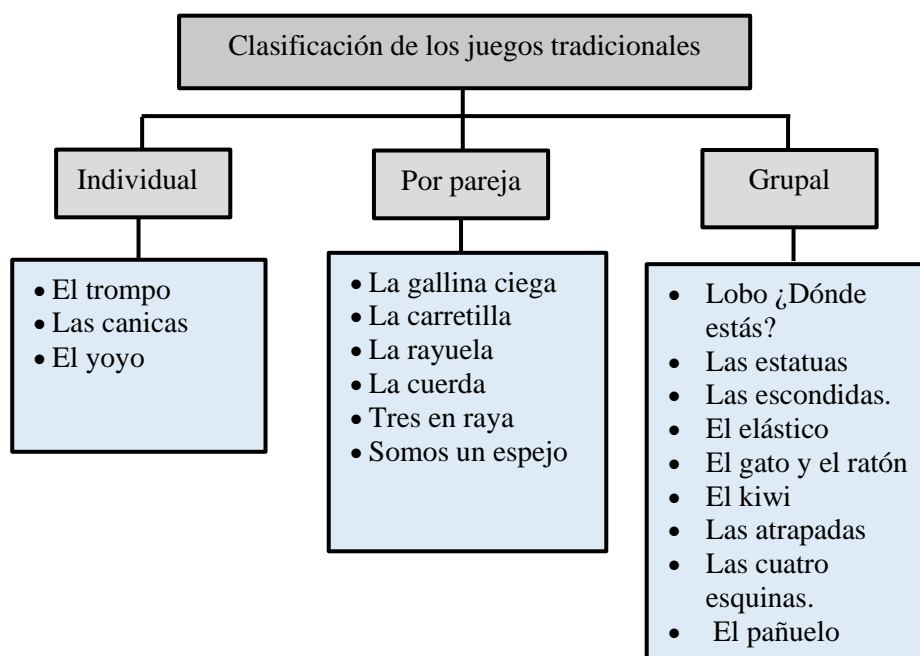 Clasificación de los juegos tradicionales
Individual
Por pareja
Grupal
• El trompo
• Las canicas
• El yoyo
• La gallina ciega
• La carretilla
• La rayuela
• La cuerda
• Tres en raya
• Somos un espejo
• Lobo ¿Dónde
estás?
• Las estatuas
• Las escondidas.
• El elástico
• El gato y el ratón
• El kiwi
• Las atrapadas
• Las cuatro
esquinas.
• El pañuelo